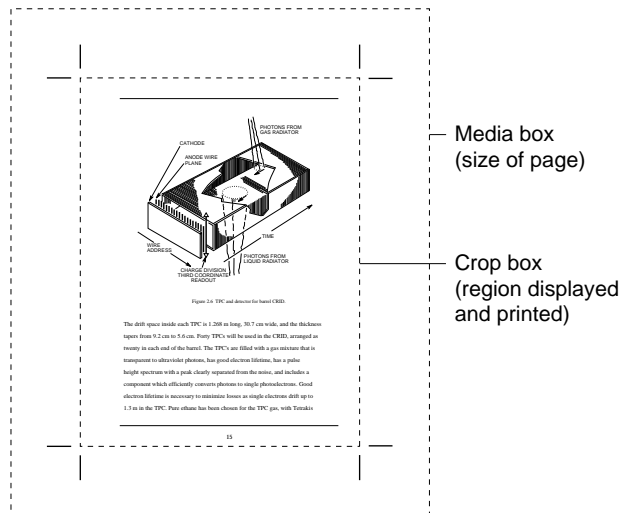 PHOTONS FROM
GAS RADIATOR
CATHODE
ANODE WIRE
PLANE
TIME
WIRE
ADDRESS
PHOTONS FROM
LIQUID RADIATOR
CHARGE DIVISION
THIRD COORDINATE
READOUT
Figure 2.6 TPC and detector for barrel CRID.
The drift space inside each TPC is 1.268 m long, 30.7 cm wide, and the thickness
tapers from 9.2 cm to 5.6 cm. Forty TPCs will be used in the CRID, arranged as
twenty in each end of the barrel. The TPC's are filled with a gas mixture that is
transparent to ultraviolet photons, has good electron lifetime, has a pulse
height spectrum with a peak clearly separated from the noise, and includes a
component which efficiently converts photons to single photoelectrons. Good
electron lifetime is necessary to minimize losses as single electrons drift up to
1.3 m in the TPC. Pure ethane has been chosen for the TPC gas, with Tetrakis
15
Media box
(size of page)
Crop box
(region displayed
and printed)